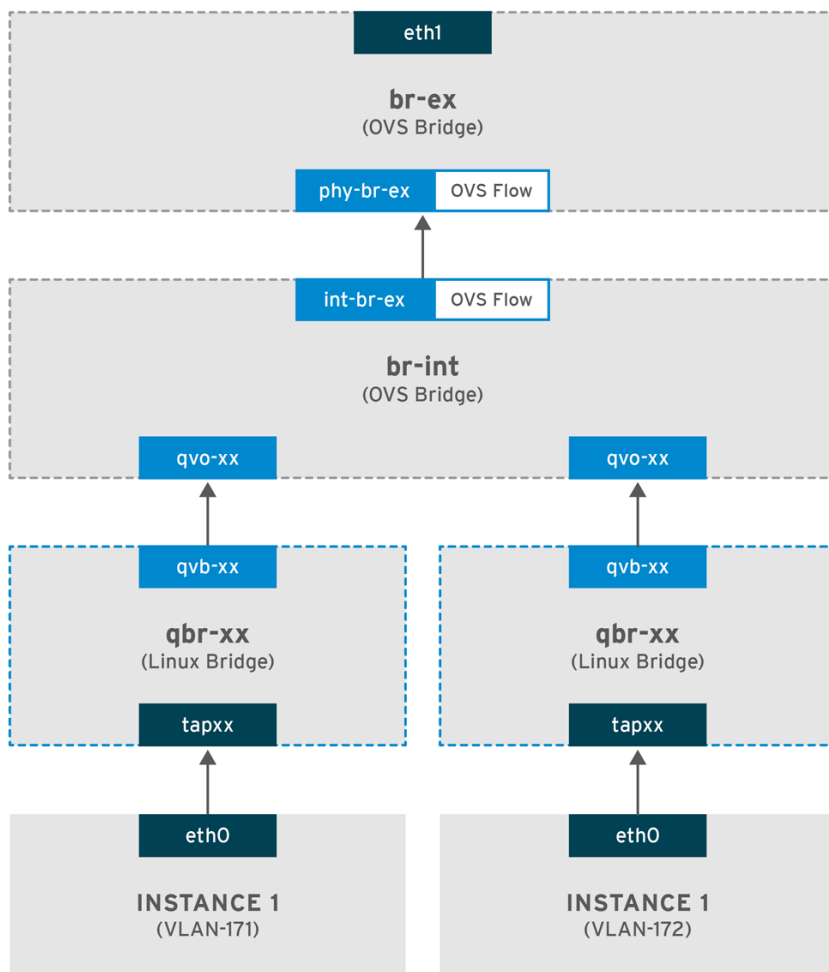 eth1
br-ex
(OVS Bridge)
phy-br-ex OVS Flow
int-br-ex OVS Flow
br-int
(OVS Bridge)
qvo-xx qvo-xx
qvb-xx qvb-xx
qbr-xx qbr-xx
(Linux Bridge) (Linux Bridge)
tapxx tapxx
eth0 eth0
INSTANCE 1 INSTANCE 1
(VLAN-171) (VLAN-172)